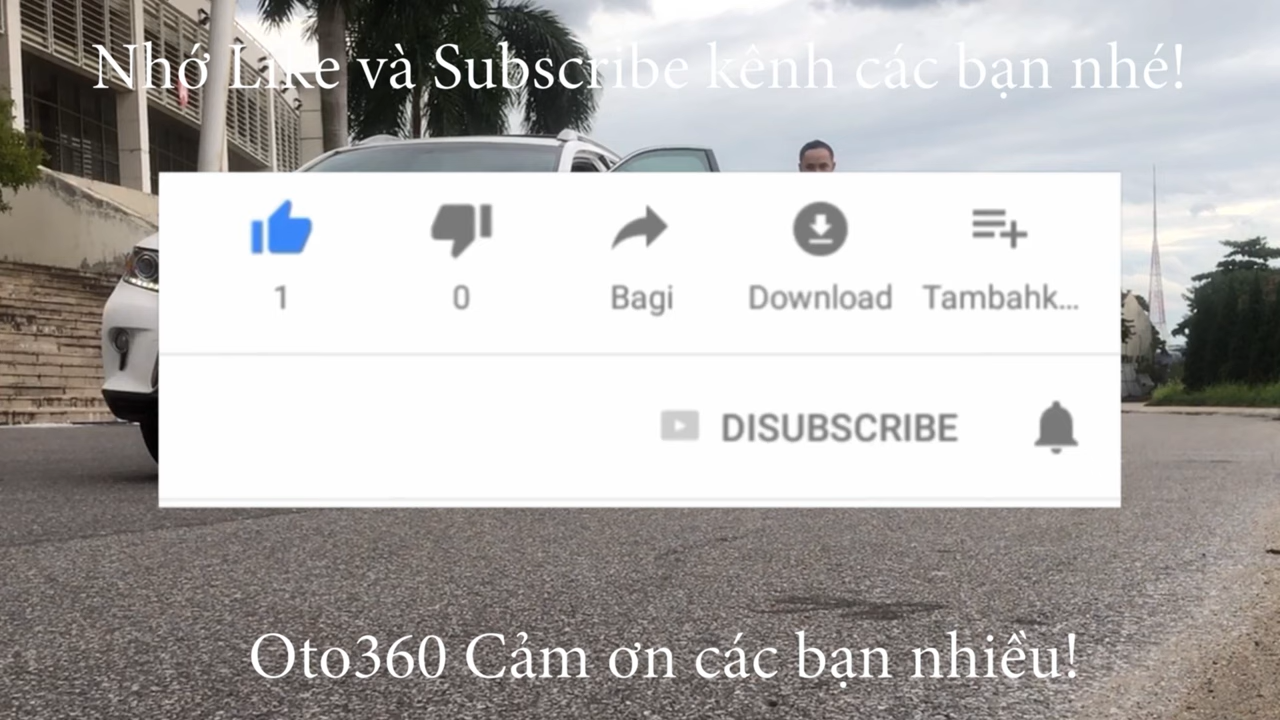 Nhớ Like và Subscribe kênh các bạn nhé!
1 0 Bagi Download Tambahk...
DISUBSCRIBE
Oto360 Cảm ơn các bạn nhiều!